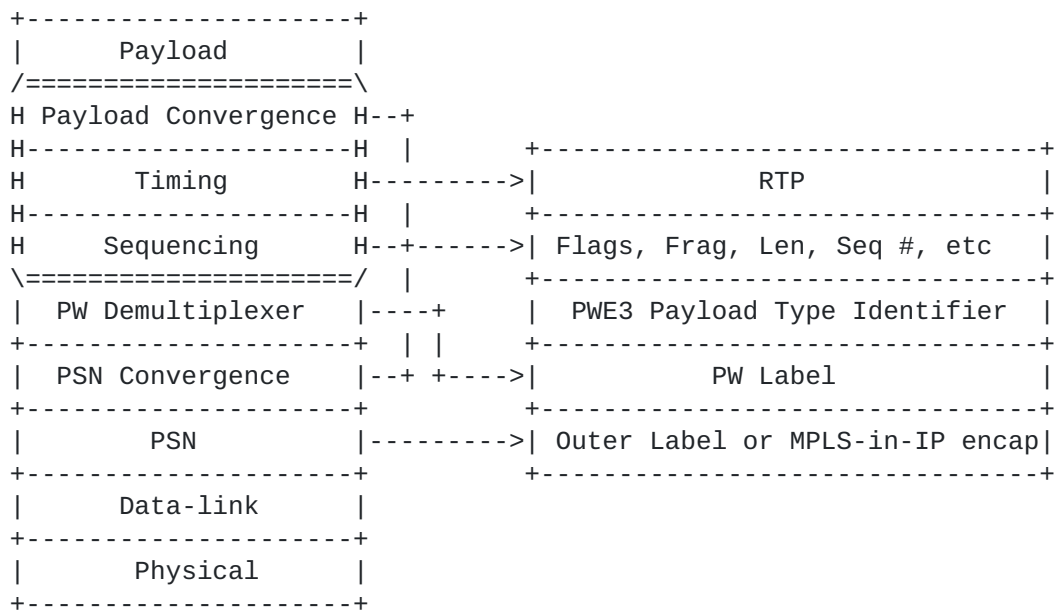 Payload
Payload Convergence
Timing RTP
Sequencing Flags, Frag, Len, Seq #, etc
PW Demultiplexer PWE3 Payload Type Identifier
PSN Convergence PW Label
PSN Outer Label or MPLS-in-IP encap
Data-link
Physical